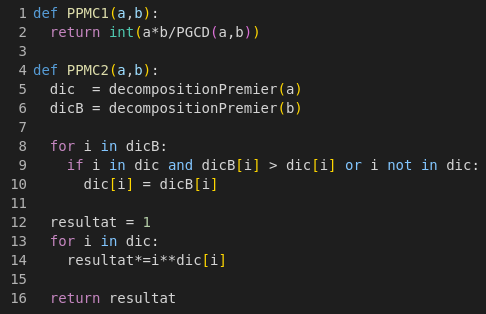 1 def PPMC1(a,b):
2   return int(a*b/PGCD(a,b))
3
4 def PPMC2(a,b):
5   dic  = decompositionPremier(a)
6   dicB = decompositionPremier(b)
7
8   for i in dicB:
9     if i in dic and dicB[i] > dic[i] or i not in dic:
10       dic[i] = dicB[i]
11
12   resultat = 1
13   for i in dic:
14     resultat*=i**dic[i]
15
16   return resultat